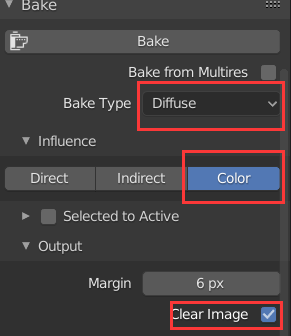 Bake
Bake
Bake from Multires
Bake Type Diffuse
Influence
Direct Indirect Color
Selected to Active
Output
Margin 6 px
Clear Image